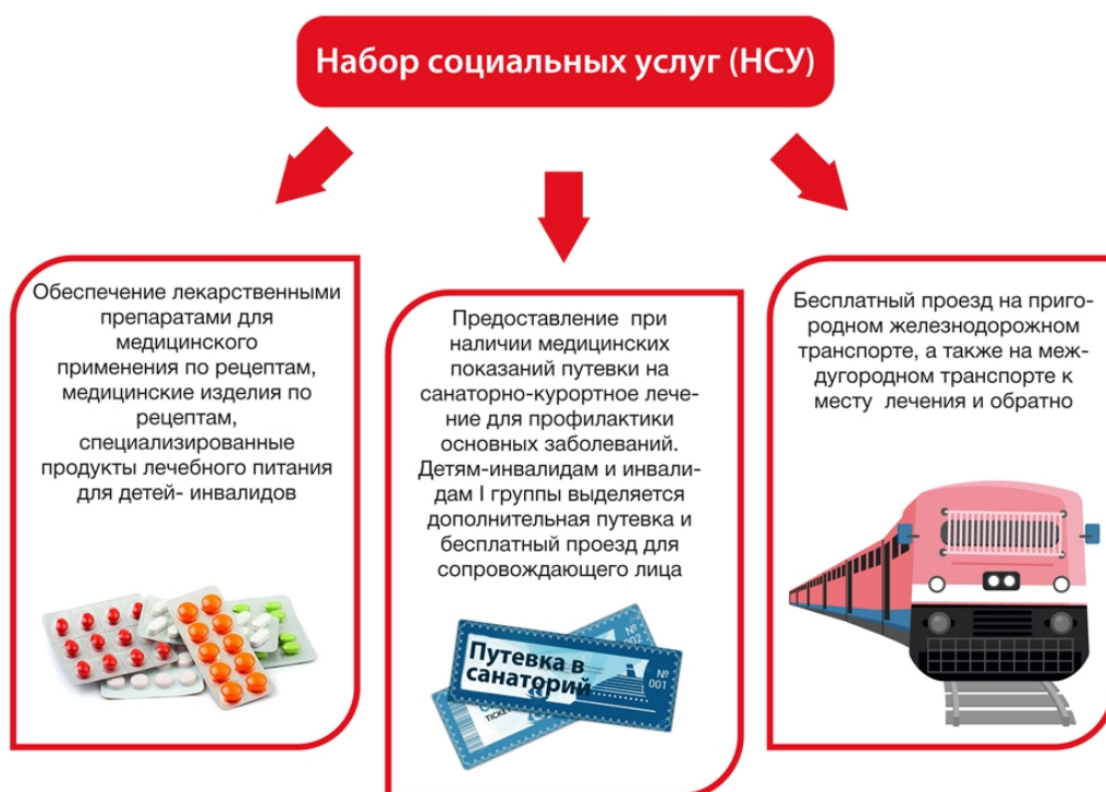 Набор социальных услуг (НСУ)
Обеспечение лекарственными
препаратами для
медицинского
применения по рецептам,
медицинские изделия по
рецептам,
специализированные
продукты лечебного питания
для детей- инвалидов
Предоставление при
наличии медицинских
показаний путевки на
санаторно-курортное лече-
ние для профилактики
основных заболеваний.
Детям-инвалидам и инвали-
дам I группы выделяется
дополнительная путевка и
бесплатный проезд для
сопровождающего лица
Путевка в
санаторий
№
002
№
001
TICKET
Бесплатный проезд на приго-
родном железнодорожном
транспорте, а также на меж-
дугородном транспорте к
месту лечения и обратно